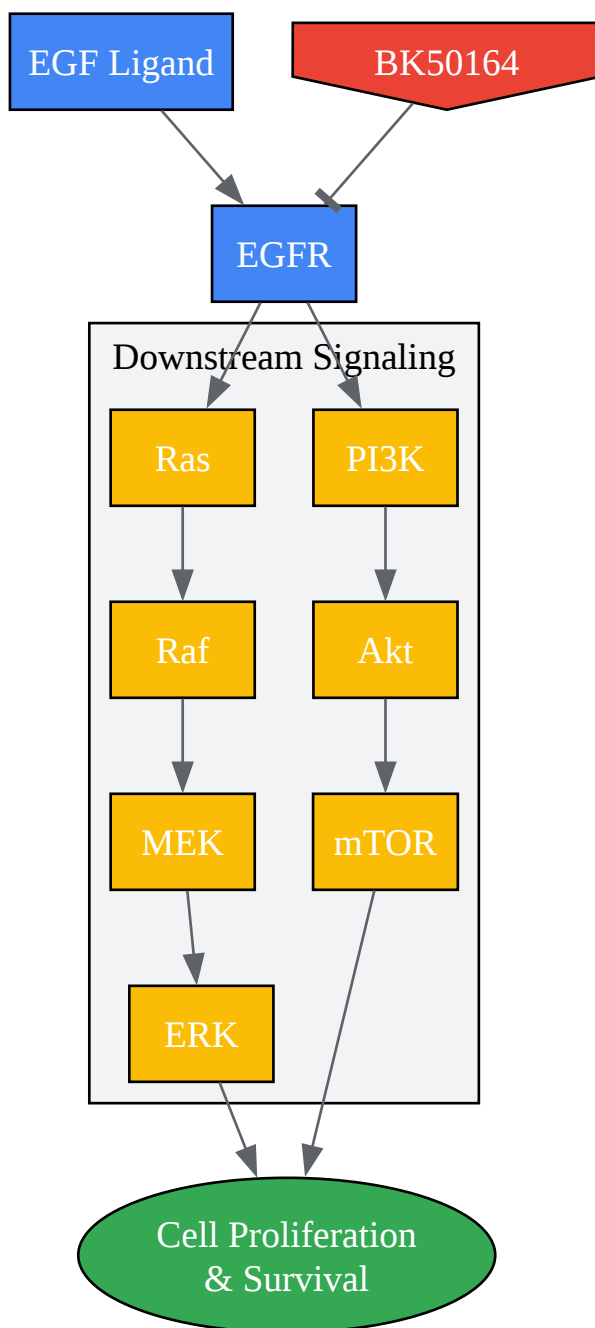 EGF Ligand
BK50164
EGFR
Downstream Signaling
Ras
PI3K
Raf
Akt
MEK
mTOR
ERK
Cell Proliferation
& Survival